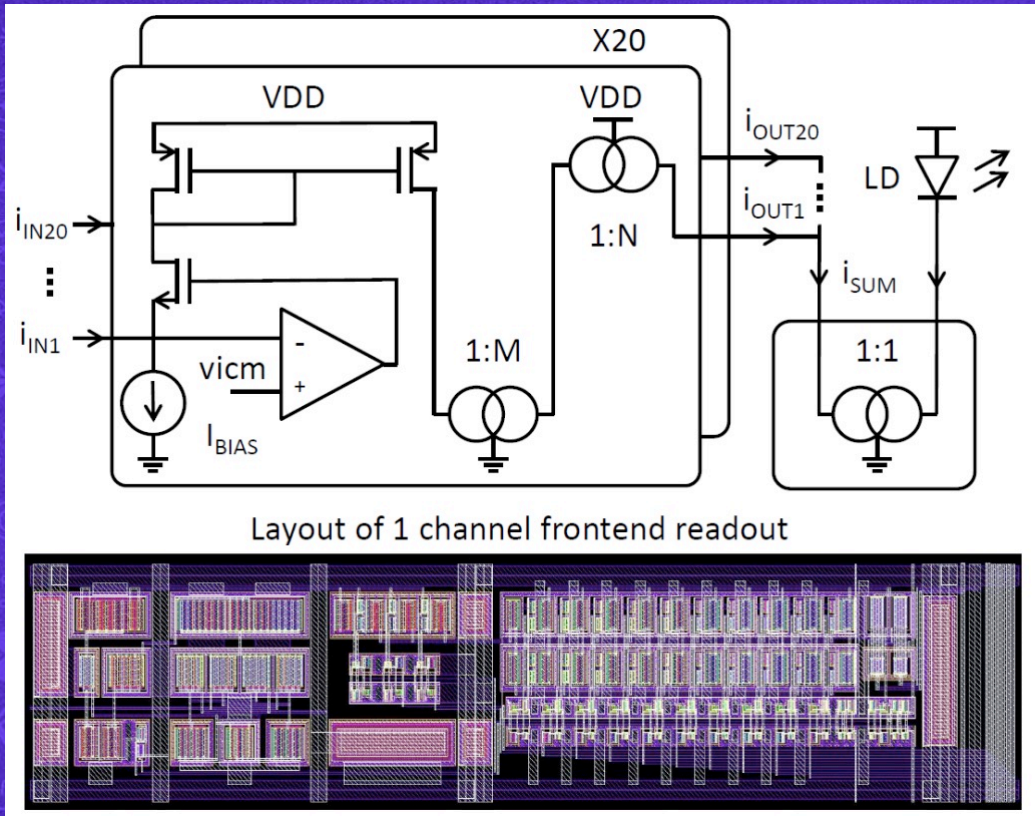 X20
VDD
VDD
iOUT20
LD
iOUT1
1:N
iIN20
iSUM
iIN1
-
1:M
1:1
vicm
+
IBIAS
Layout of 1 channel frontend readout